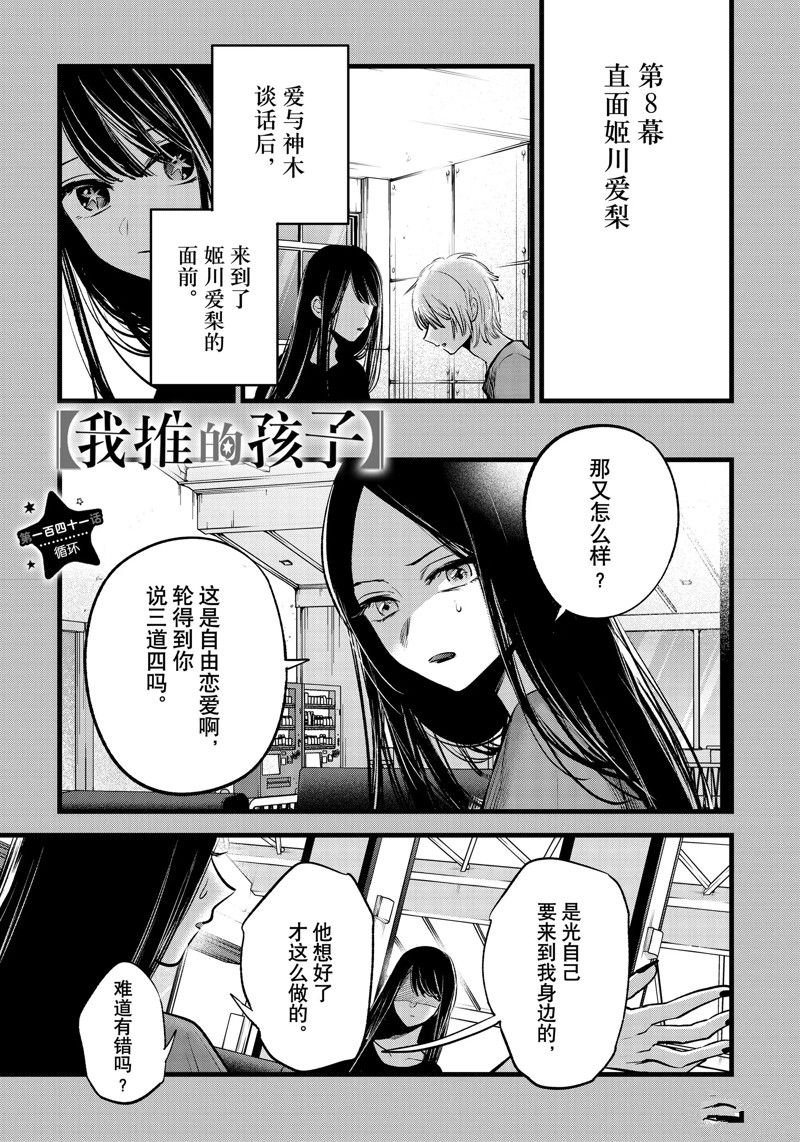 第8幕
直面姬川爱梨
爱与神木
谈话后，
来到了
姬川爱梨的
面前。
【我推的孩子】
第一百四十一话
循环
那又怎么样？
这是自由恋爱啊，
轮得到你
说三道四吗。
是光自己
要来到我身边的，
他想好了
才这么做的。
难道有错吗？